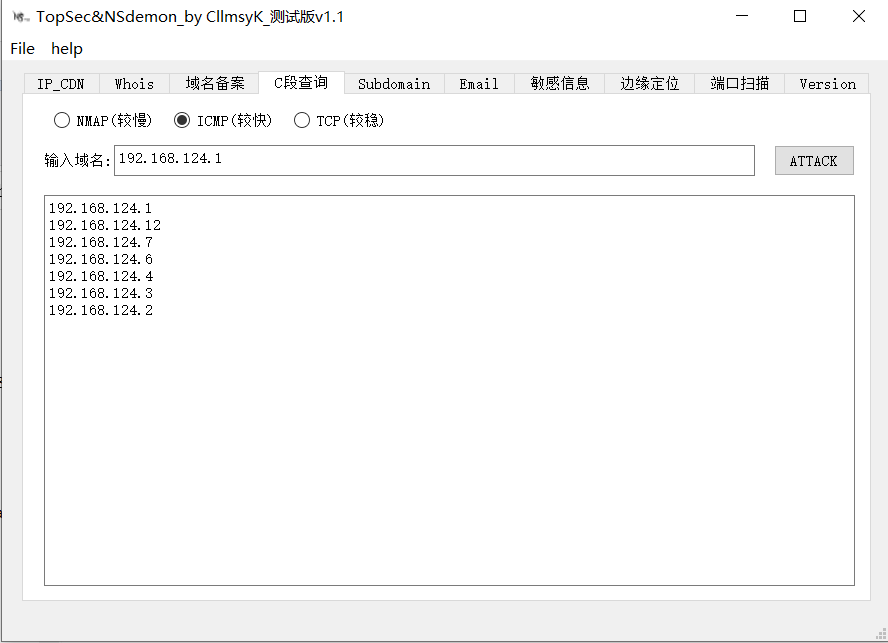 TopSec&NSdemon_by CllmsyK_测试版v1.1
File help
IP_CDN Whois 域名备案 C段查询 Subdomain Email 敏感信息 边缘定位 端口扫描 Version
NMAP(较慢) ICMP(较快) TCP(较稳)
输入域名: 192.168.124.1 ATTACK
192.168.124.1
192.168.124.12
192.168.124.7
192.168.124.6
192.168.124.4
192.168.124.3
192.168.124.2